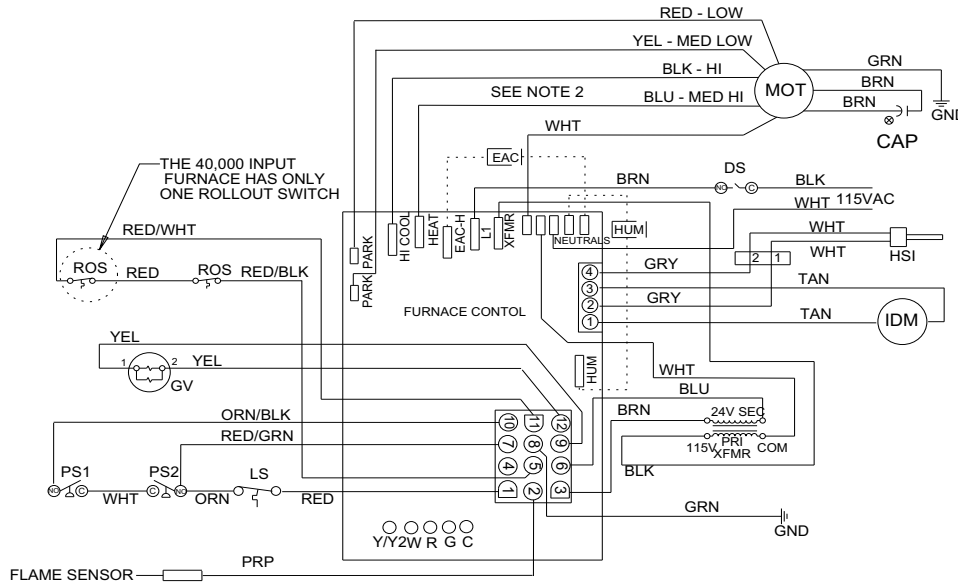 RED - LOW
YEL - MED LOW
BLK - HI
SEE NOTE 2
BLU - MED HI
WHT
MOT
GRN
BRN
BRN
GND
CAP
THE 40,000 INPUT
FURNACE HAS ONLY
ONE ROLLOUT SWITCH
EAC
BRN
NO
C
DS
BLK
WHT
115VAC
RED/WHT
ROS
RED
ROS
RED/BLK
PARK
PARK
HI COOL
HEAT
EAC-H
L1
XFMR
NEUTRALS
HUM
WHT
WHT
2 1
HSI
GRY
4
3
GRY
2
1
TAN
TAN
IDM
FURNACE CONTOL
HUM
YEL
1
2
YEL
GV
WHT
BLU
BRN
24V SEC
115V
PRI
XFMR
COM
BLK
ORN/BLK
RED/GRN
10 11 12
7 8 9
4 5 6
1 2 3
PS1
NO
C
WHT
PS2
C
NO
ORN
LS
RED
GRN
GND
Y/Y2 W R G C
PRP
FLAME SENSOR